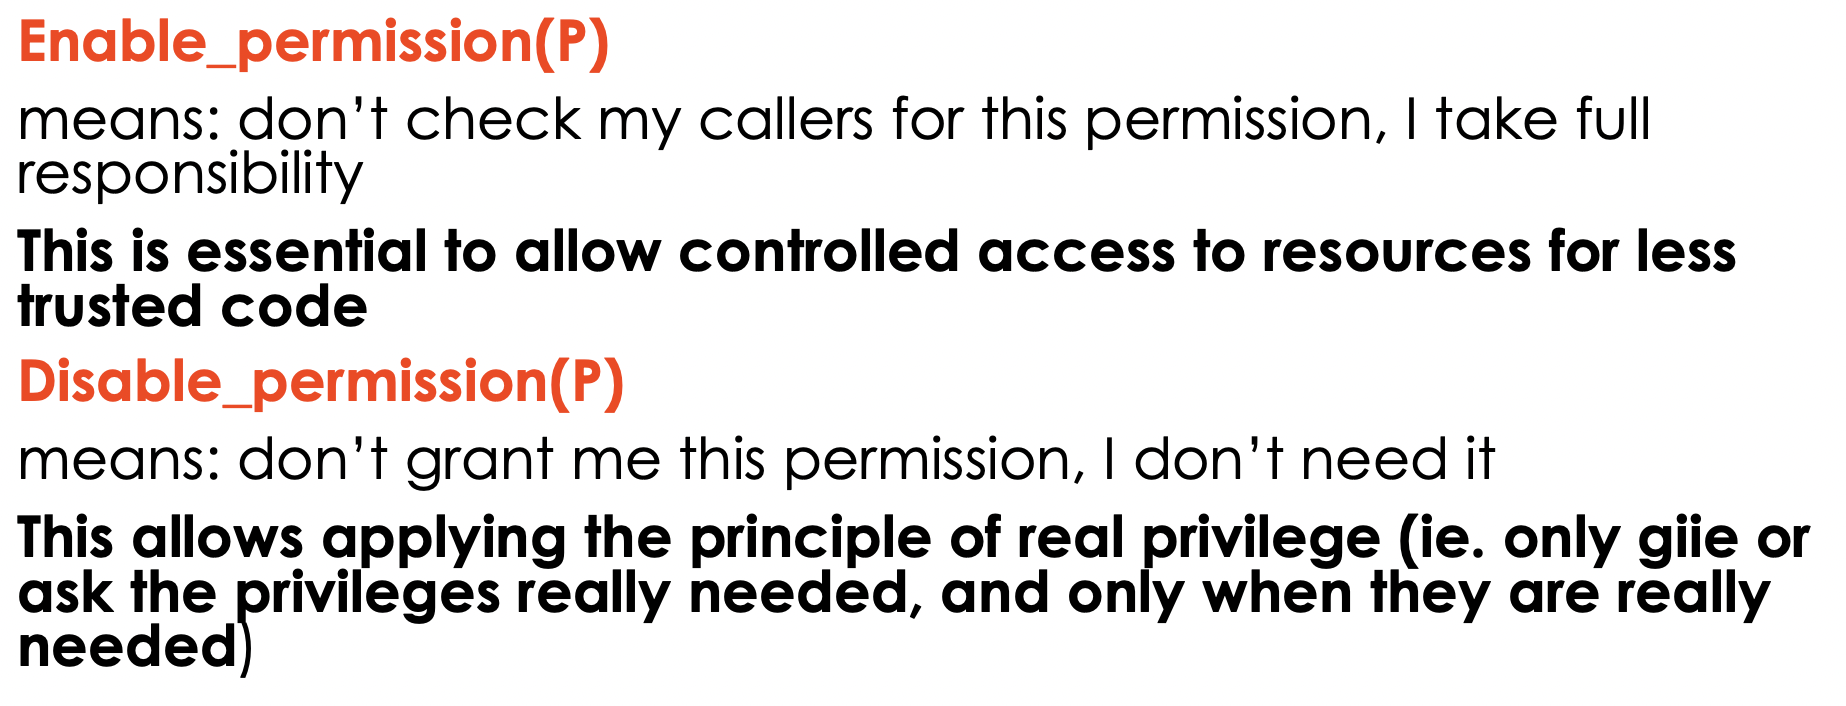 Enable_permission(P)
means: don’t check my callers for this permission, I take full
responsibility
This is essential to allow controlled access to resources for less
trusted code
Disable_permission(P)
means: don’t grant me this permission, I don’t need it
This allows applying the principle of real privilege (ie. only giie or
ask the privileges really needed, and only when they are really
needed)